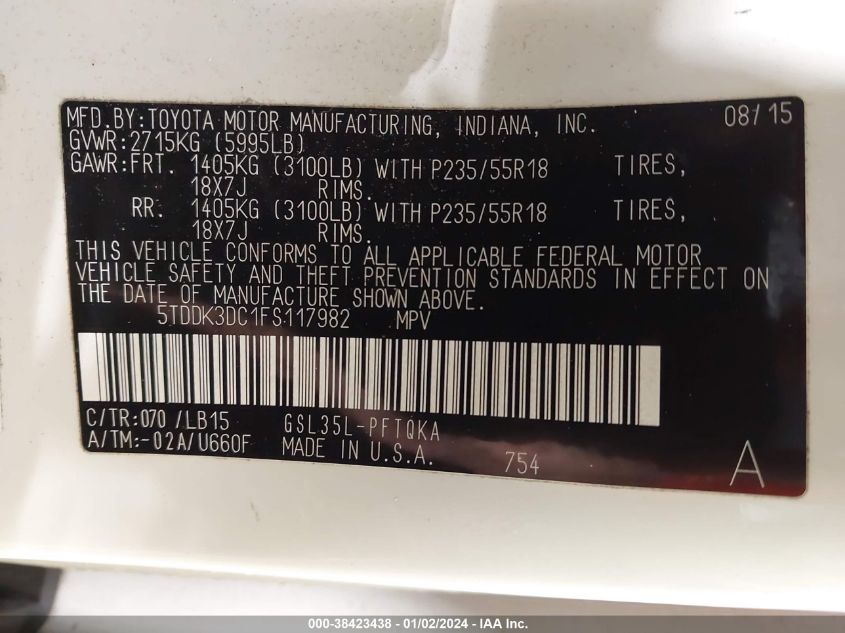 MFD.BY:TOYOTA MOTOR MANUFACTURING, INDIANA, INC. 08/15
GVWR:2715KG (5995LB)
GAWR:FRT. 1405KG (3100LB) WITH P235/55R18 TIRES,
18X7J RIMS.
RR. 1405KG (3100LB) WITH P235/55R18 TIRES,
18X7J RIMS.
THIS VEHICLE CONFORMS TO ALL APPLICABLE FEDERAL MOTOR
VEHICLE SAFETY AND THEFT PREVENTION STANDARDS IN EFFECT ON
THE DATE OF MANUFACTURE SHOWN ABOVE.
5TDDK3DC1FS117982 MPV
C/TR:070 /LB15 GSL35L-PFTQKA
A/TM:-02A/U660F MADE IN U.S.A. 754 A
000-38423438 - 01/02/2024 - IAA Inc.